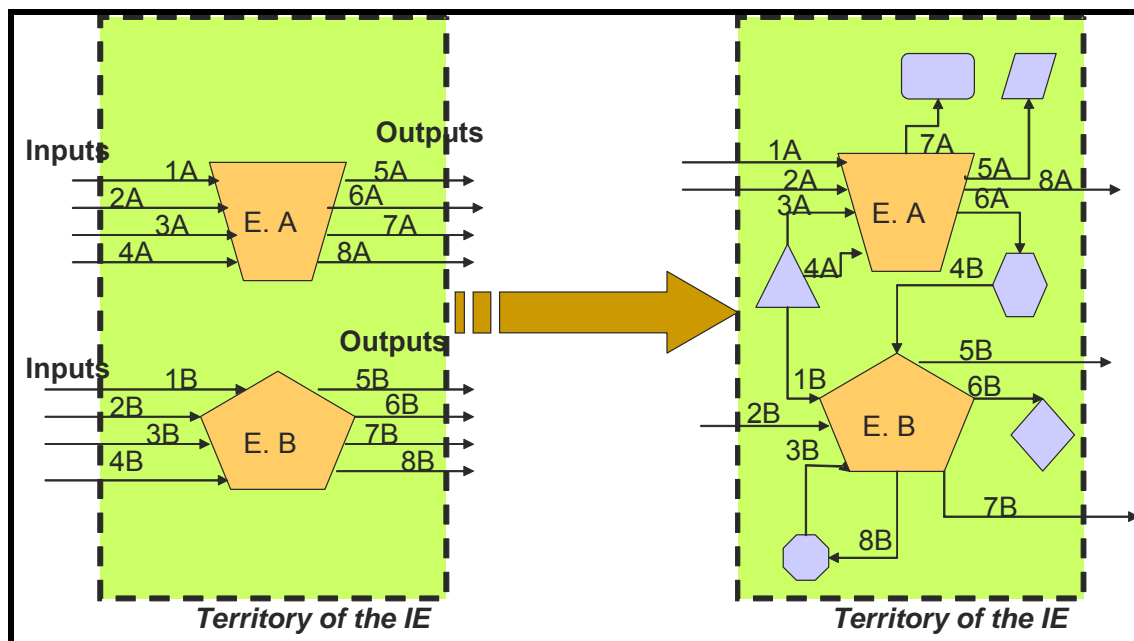 Inputs
Outputs
1A
2A
3A
4A
E. A
5A
6A
7A
8A
Inputs
Outputs
1B
2B
3B
4B
E. B
5B
6B
7B
8B
Territory of the IE
1A
2A
3A
4A
E. A
7A
5A
8A
6A
4B
1B
2B
3B
E. B
5B
6B
7B
8B
Territory of the IE